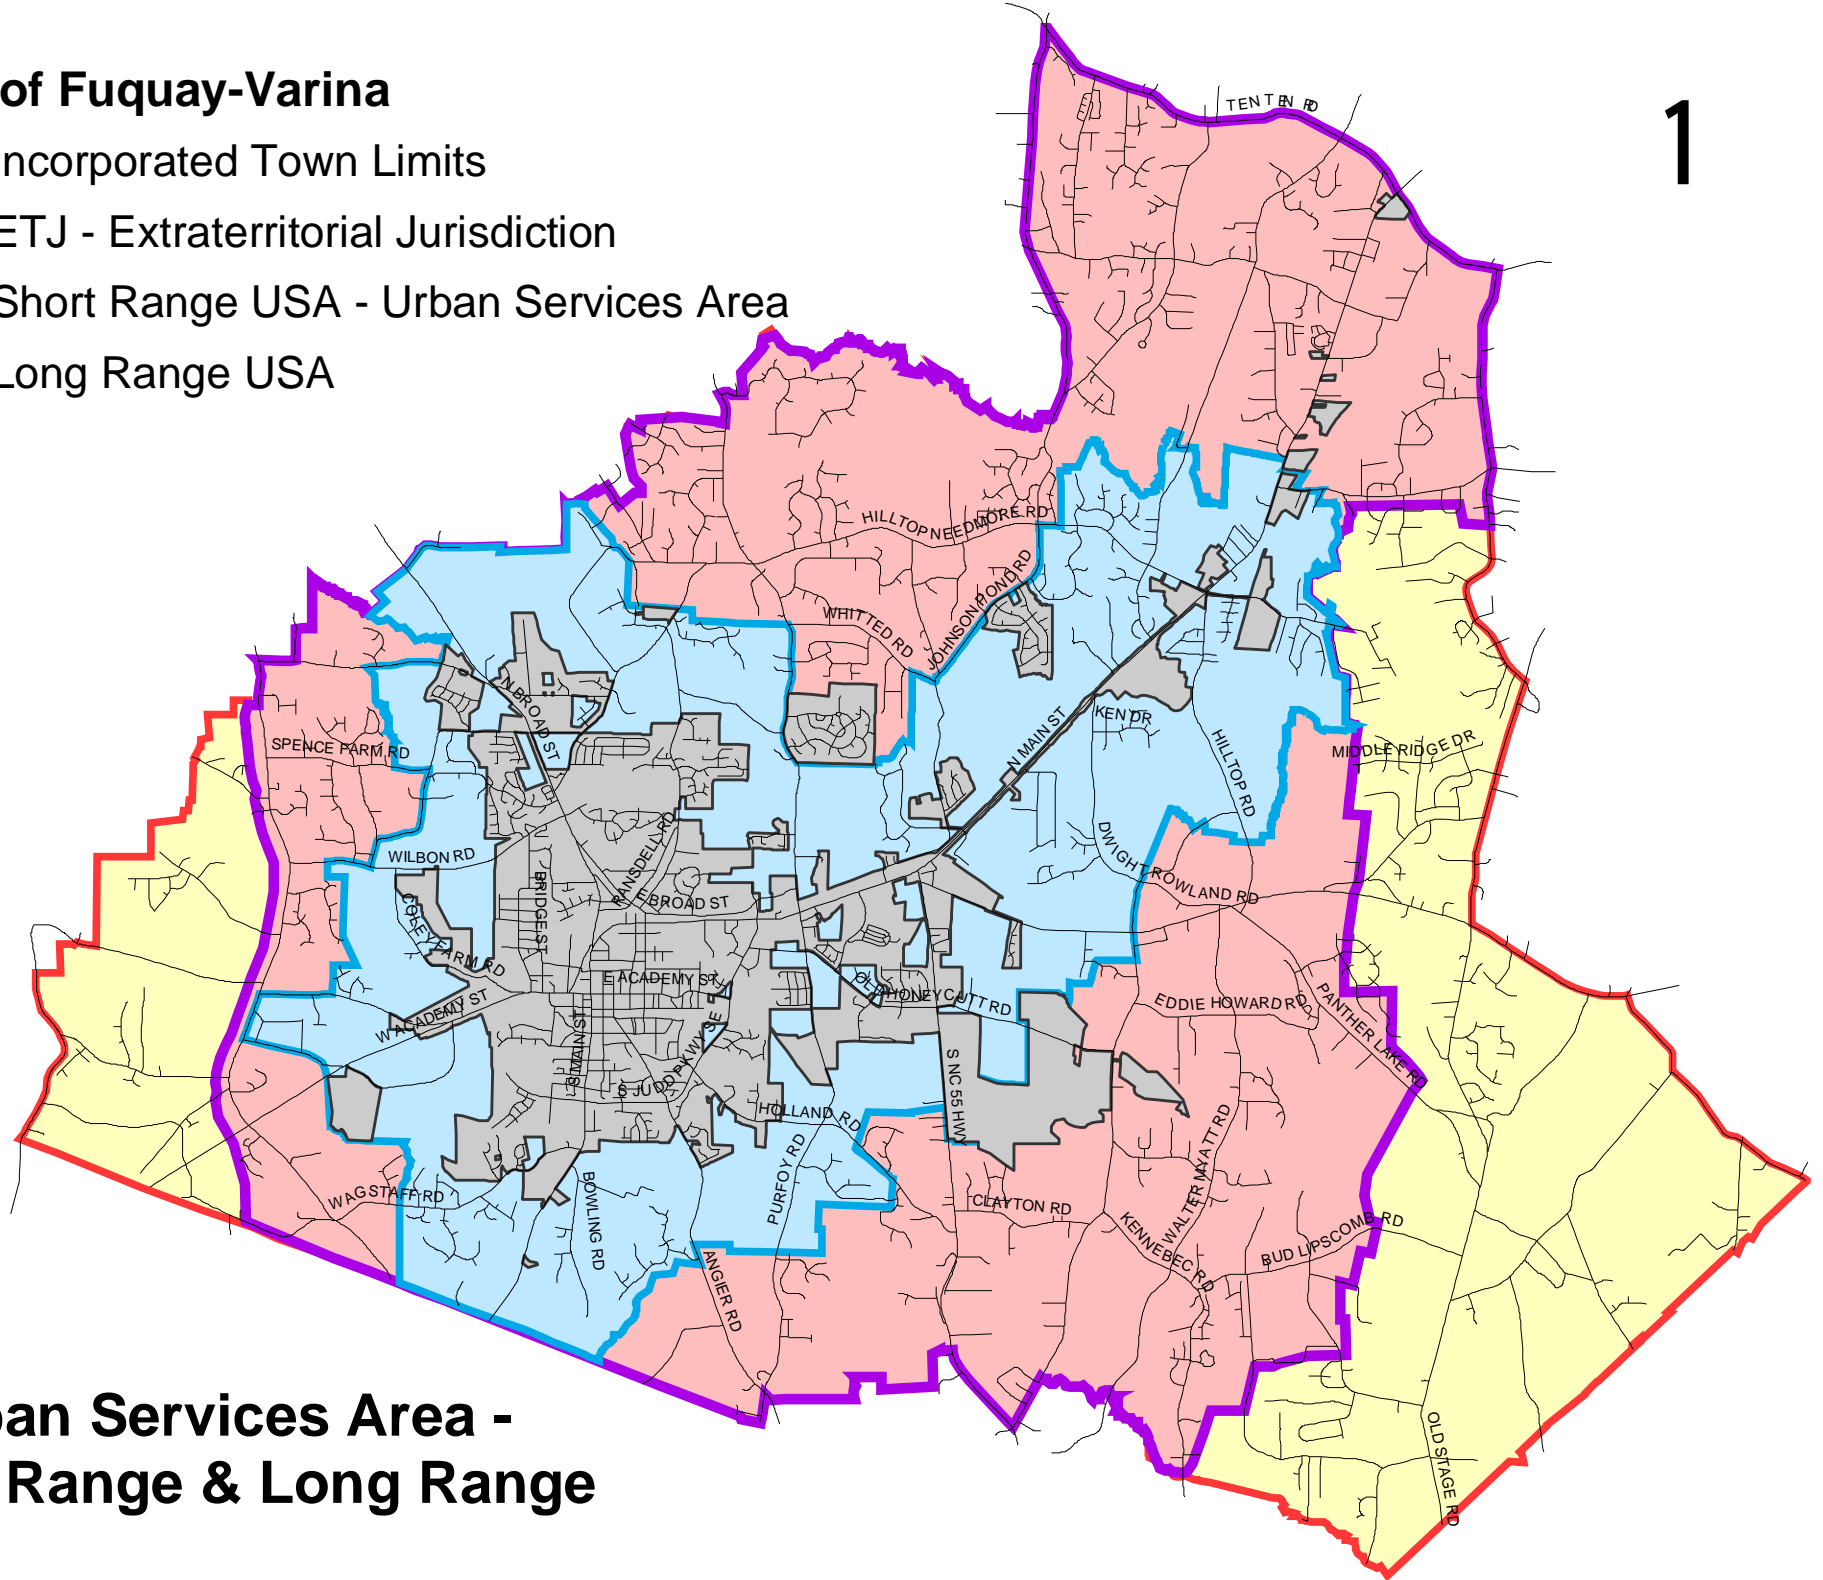 of Fuquay-Varina
ncorporated Town Limits
ETJ - Extraterritorial Jurisdiction
Short Range USA - Urban Services Area
Long Range USA
1
TEN TEN RD
HILLTOP NEEDMORE RD
WHITTED RD
JOHNSON POND RD
N BROAD ST
SPENCE FARM RD
N MAIN ST
KEN DR
HILLTOP RD
MIDDLE RIDGE DR
WILBON RD
RANSDELL RD
DWIGHT ROWLAND RD
BRIDGE ST
E BROAD ST
COLEY FARM RD
E ACADEMY ST
OLD HONEYCUTT RD
W ACADEMY ST
EDDIE HOWARD RD
PANTHER LAKE RD
S MAIN ST
S JUDD PKWY SE
S NC 55 HWY
HOLLAND RD
PURFOY RD
WALTER MYATT RD
WAGSTAFF RD
BOWLING RD
CLAYTON RD
KENNEBEC RD
BUD LIPSCOMB RD
ANGIER RD
OLD STAGE RD
ban Services Area -
Range & Long Range